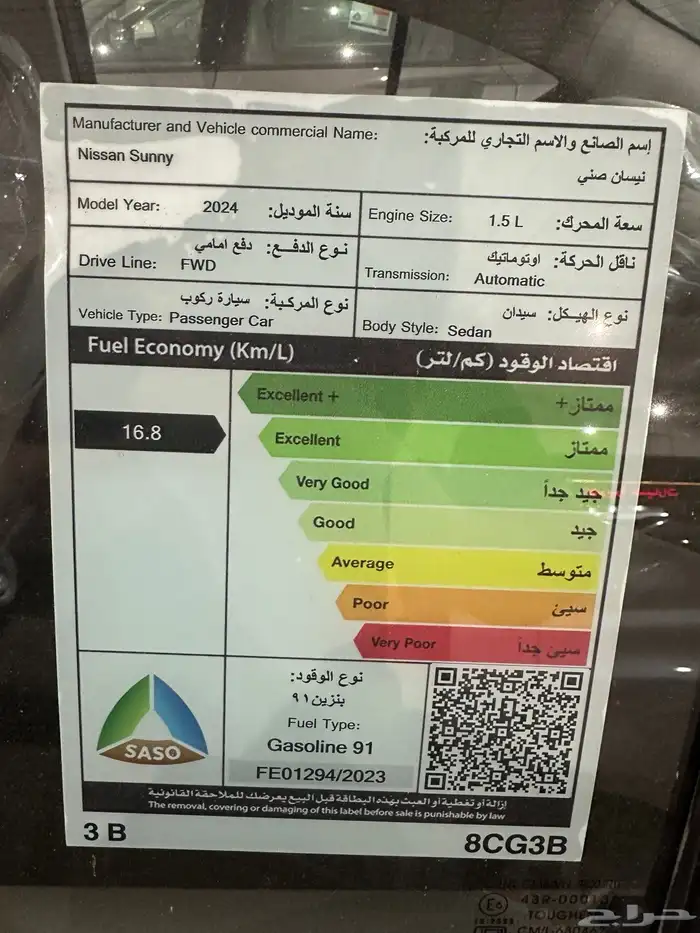 Manufacturer and Vehicle commercial Name:
إسم الصانع والاسم التجاري للمركبة:
Nissan Sunny
نيسان صني
Model Year: 2024 سنة الموديل:
Engine Size: 1.5 L سعة المحرك:
نوع الدفع: دفع امامي
Drive Line: FWD
ناقل الحركة: اوتوماتيك
Transmission: Automatic
نوع المركبة: سيارة ركوب
Vehicle Type: Passenger Car
نوع الهيكل: سيدان
Body Style: Sedan
Fuel Economy (Km/L) اقتصاد الوقود (كم/لتر)
Excellent + ممتاز+
16.8
Excellent ممتاز
Very Good جيد جداً
Good جيد
Average متوسط
Poor سيئ
Very Poor سيئ جداً
SASO
نوع الوقود:
بنزين ٩١
Fuel Type:
Gasoline 91
FE01294/2023
إزالة أو تغطية أو العبث بهذه البطاقة قبل البيع يعرضك للملاحقة القانونية
The removal, covering or damaging of this label before sale is punishable by law
3 B 8CG3B
43R-00013
حراج